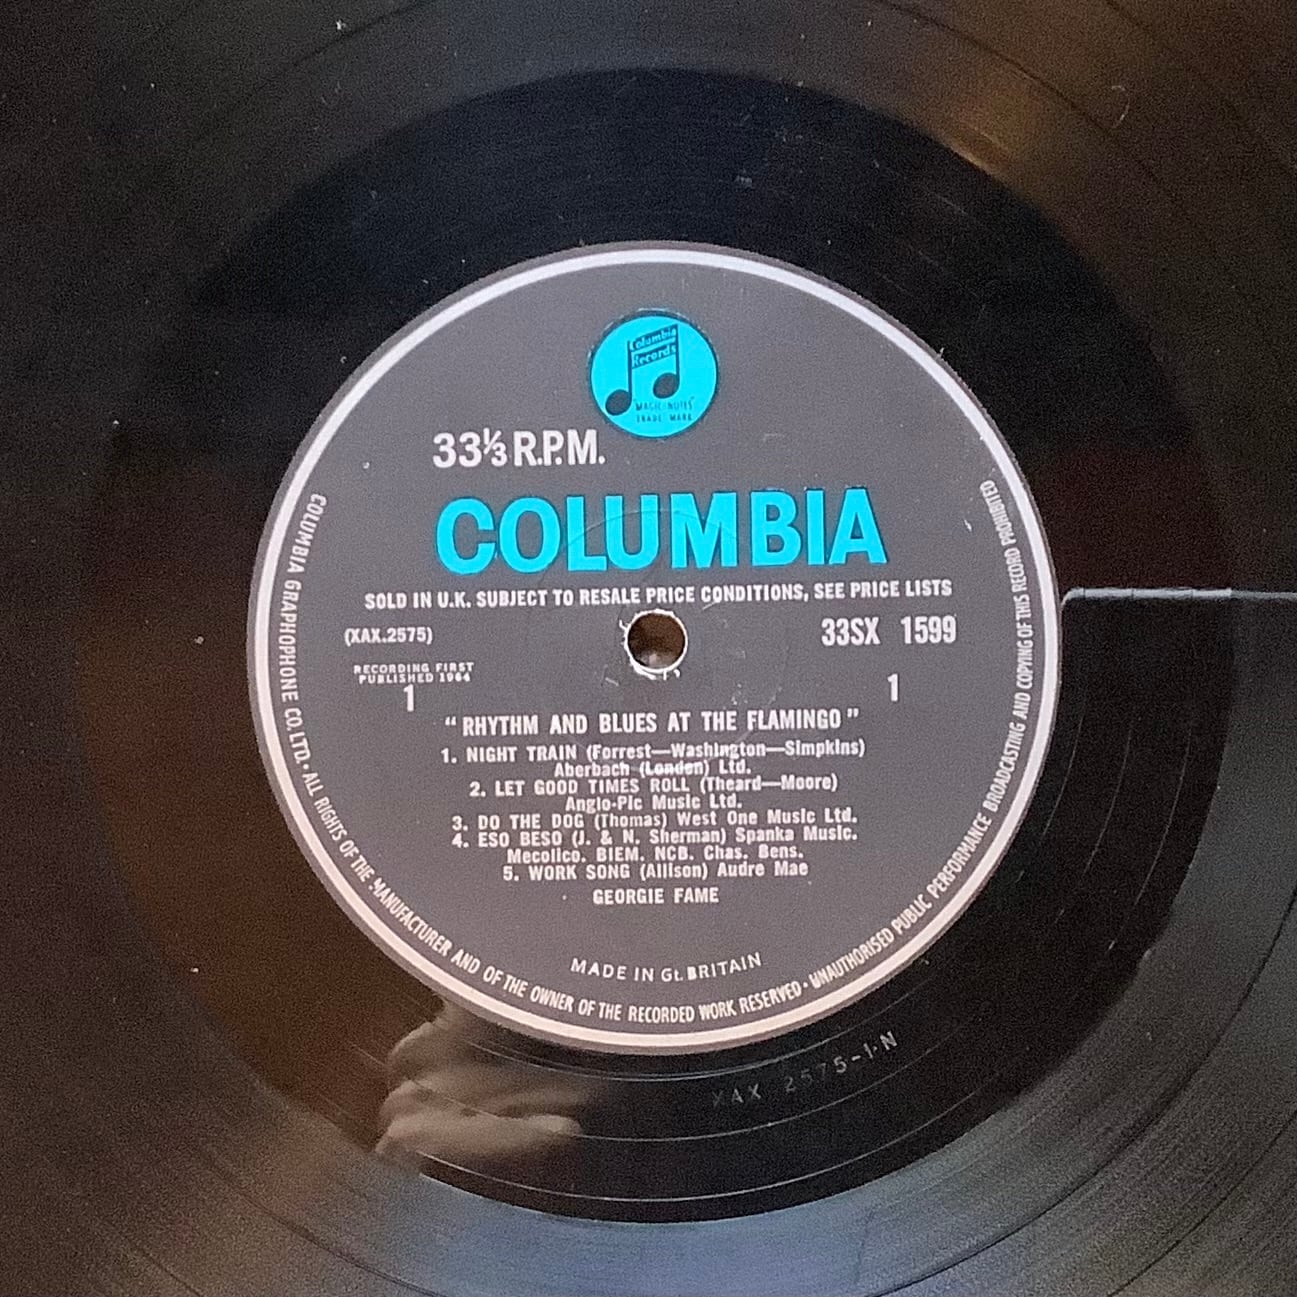 Columbia
Records
"MAGIC NOTES"
TRADE MARK
33⅓ R.P.M.
COLUMBIA
SOLD IN U.K. SUBJECT TO RESALE PRICE CONDITIONS, SEE PRICE LISTS
(XAX.2575)
33SX 1599
RECORDING FIRST
PUBLISHED 1964
1
1
"RHYTHM AND BLUES AT THE FLAMINGO"
1. NIGHT TRAIN (Forrest—Washington—Simpkins)
Aberbach (London) Ltd.
2. LET GOOD TIMES ROLL (Theard—Moore)
Anglo-Pic Music Ltd.
3. DO THE DOG (Thomas) West One Music Ltd.
4. ESO BESO (J. & N. Sherman) Spanka Music.
Mecolico. BIEM. NCB. Chas. Bens.
5. WORK SONG (Allison) Audre Mae
GEORGIE FAME
MADE IN Gt. BRITAIN
COLUMBIA GRAPHOPHONE CO. LTD. · ALL RIGHTS OF THE MANUFACTURER AND OF THE OWNER OF THE RECORDED WORK RESERVED · UNAUTHORISED PUBLIC PERFORMANCE BROADCASTING AND COPYING OF THIS RECORD PROHIBITED
XAX 2575-1-N